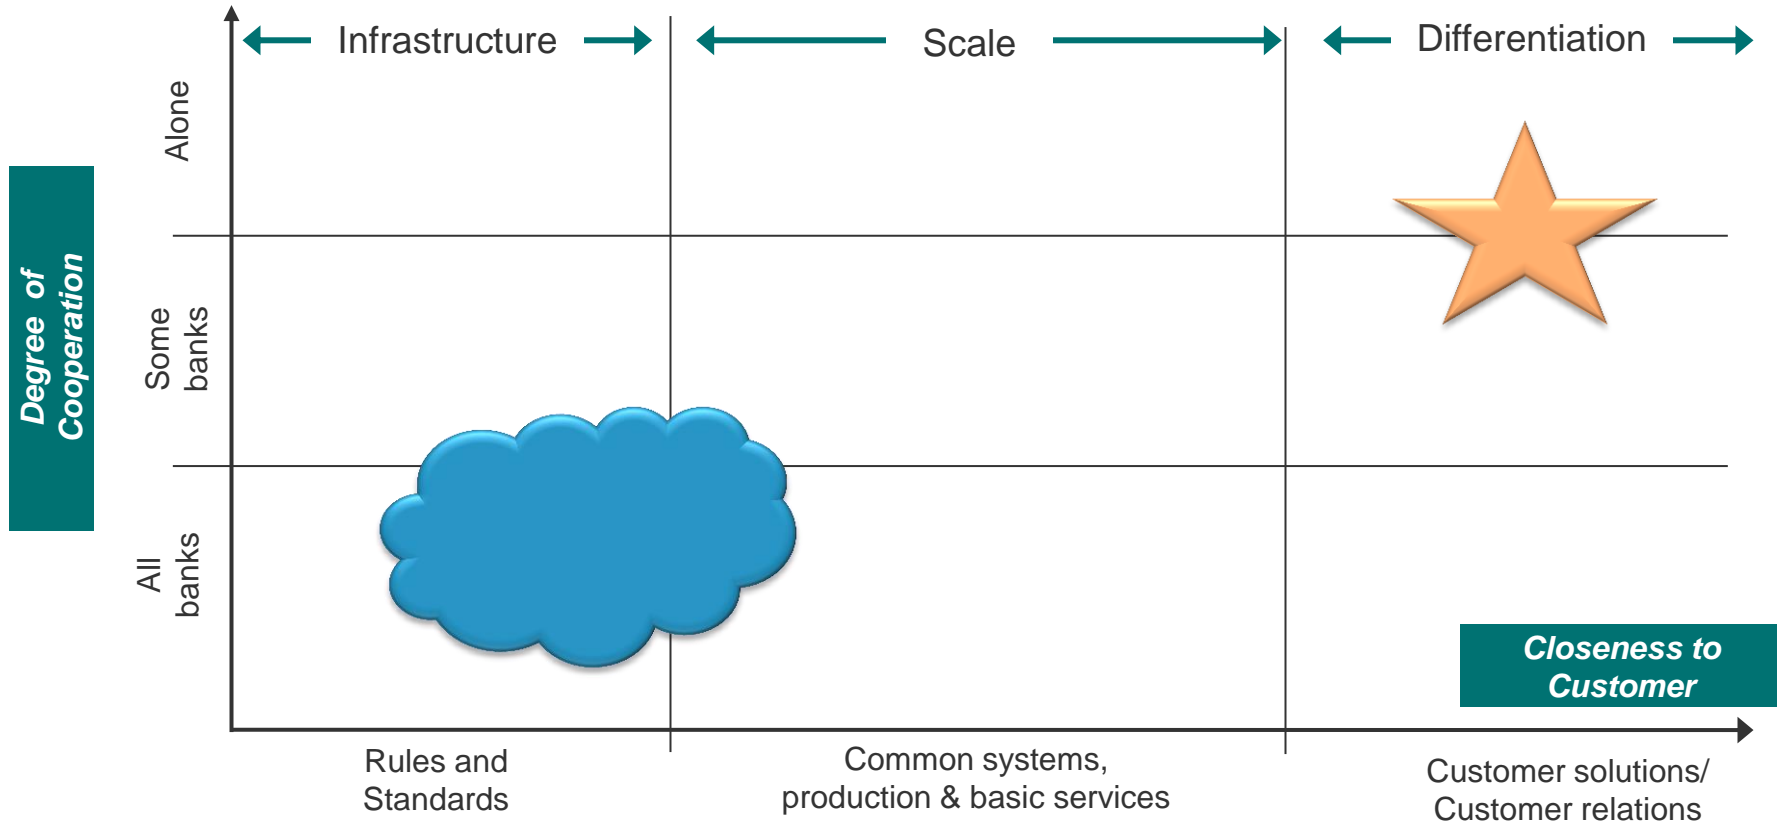 Infrastructure
Scale
Differentiation
Alone
Some
banks
All
banks
Degree of
Cooperation
Closeness to
Customer
Rules and
Standards
Common systems,
production & basic services
Customer solutions/
Customer relations